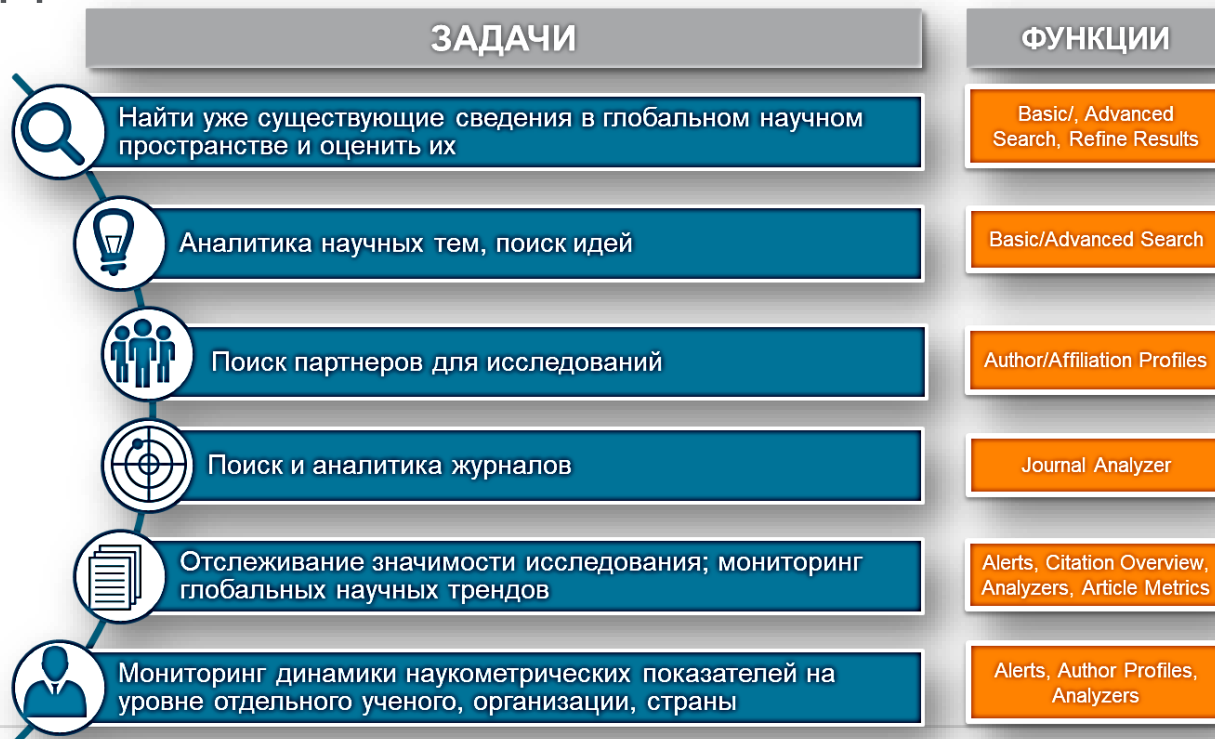 ЗАДАЧИ
ФУНКЦИИ
Найти уже существующие сведения в глобальном научном
пространстве и оценить их
Basic/, Advanced
Search, Refine Results
Аналитика научных тем, поиск идей
Basic/Advanced Search
Поиск партнеров для исследований
Author/Affiliation Profiles
Поиск и аналитика журналов
Journal Analyzer
Отслеживание значимости исследования; мониторинг
глобальных научных трендов
Alerts, Citation Overview,
Analyzers, Article Metrics
Мониторинг динамики наукометрических показателей на
уровне отдельного ученого, организации, страны
Alerts, Author Profiles,
Analyzers